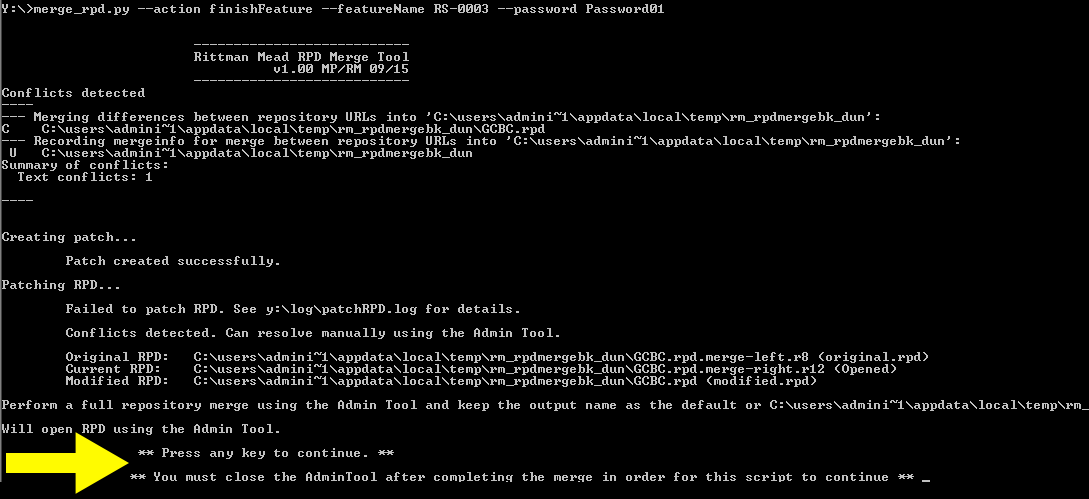 Y:\>merge_rpd.py --action finishFeature --featureName RS-0003 --password Password01
---------------------------
Rittman Mead RPD Merge Tool
v1.00 MP/RM 09/15
---------------------------
Conflicts detected
----
--- Merging differences between repository URLs into 'C:\users\admini~1\appdata\local\temp\rm_rpdmergebk_dun':
C    C:\users\admini~1\appdata\local\temp\rm_rpdmergebk_dun\GCBC.rpd
--- Recording mergeinfo for merge between repository URLs into 'C:\users\admini~1\appdata\local\temp\rm_rpdmergebk_dun':
U   C:\users\admini~1\appdata\local\temp\rm_rpdmergebk_dun
Summary of conflicts:
Text conflicts: 1
----
Creating patch...
Patch created successfully.
Patching RPD...
Failed to patch RPD. See y:\log\patchRPD.log for details.
Conflicts detected. Can resolve manually using the Admin Tool.
Original RPD:   C:\users\admini~1\appdata\local\temp\rm_rpdmergebk_dun\GCBC.rpd.merge-left.r8 (original.rpd)
Current RPD:    C:\users\admini~1\appdata\local\temp\rm_rpdmergebk_dun\GCBC.rpd.merge-right.r12 (Opened)
Modified RPD:   C:\users\admini~1\appdata\local\temp\rm_rpdmergebk_dun\GCBC.rpd (modified.rpd)
Perform a full repository merge using the Admin Tool and keep the output name as the default or C:\users\admini~1\appdata\local\temp\rm_
Will open RPD using the Admin Tool.
** Press any key to continue. **
** You must close the AdminTool after completing the merge in order for this script to continue ** _